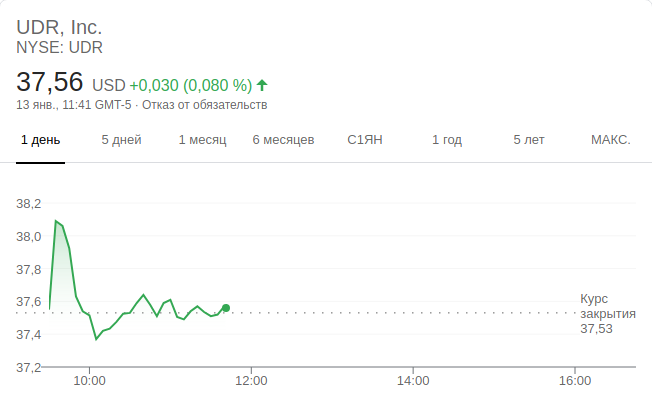 UDR, Inc.
NYSE: UDR
37,56 USD +0,030 (0,080 %)
13 янв., 11:41 GMT-5 · Отказ от обязательств
1 день 5 дней 1 месяц 6 месяцев С1ЯН 1 год 5 лет МАКС.
38,2
38,0
37,8
37,6
37,4
37,2
Курс
закрытия
37,53
10:00 12:00 14:00 16:00